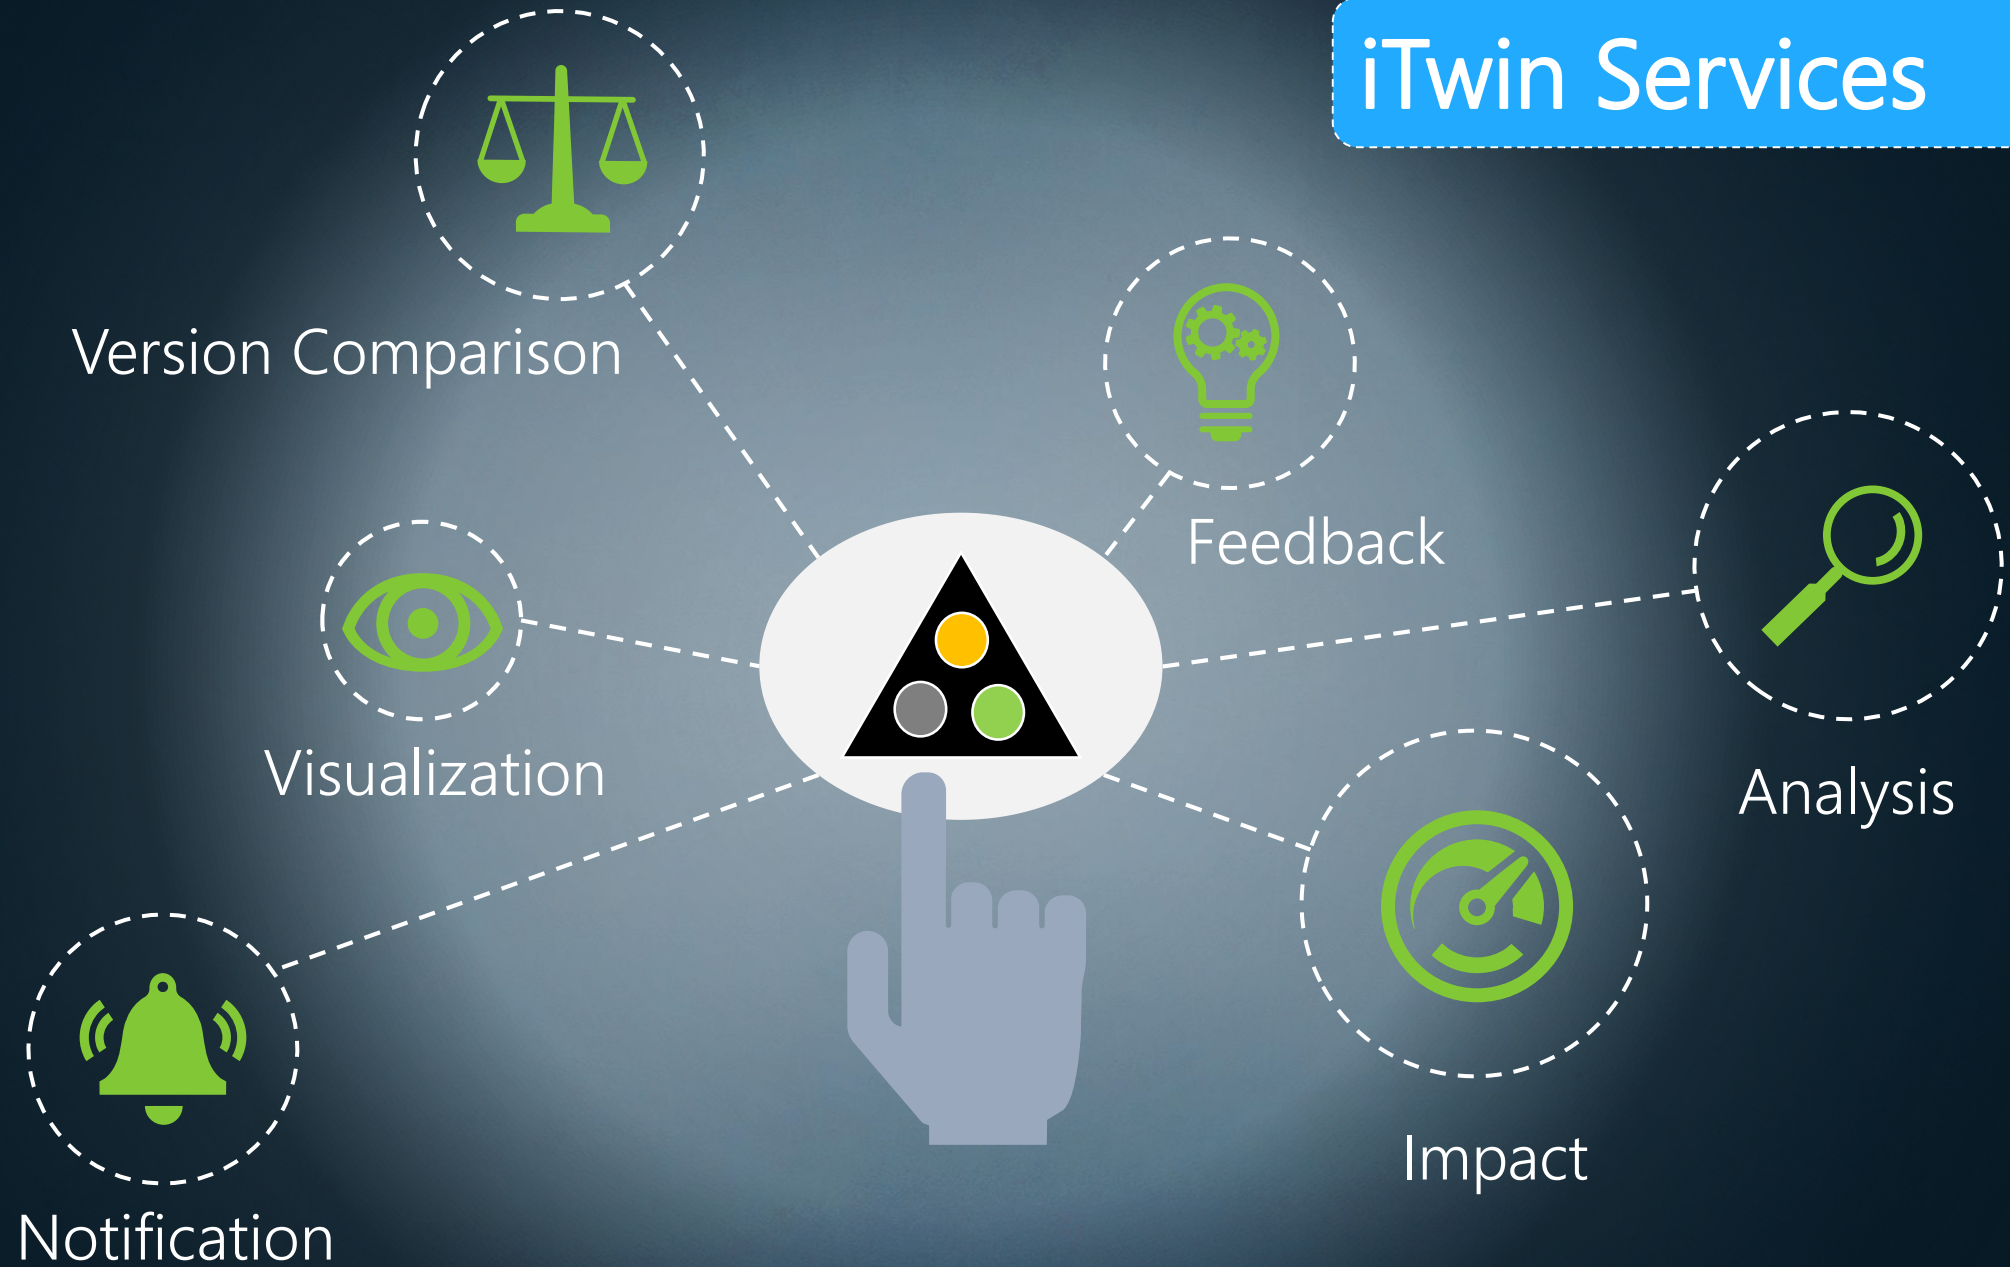 iTwin Services
Version Comparison
Feedback
Visualization
Analysis
Impact
Notification